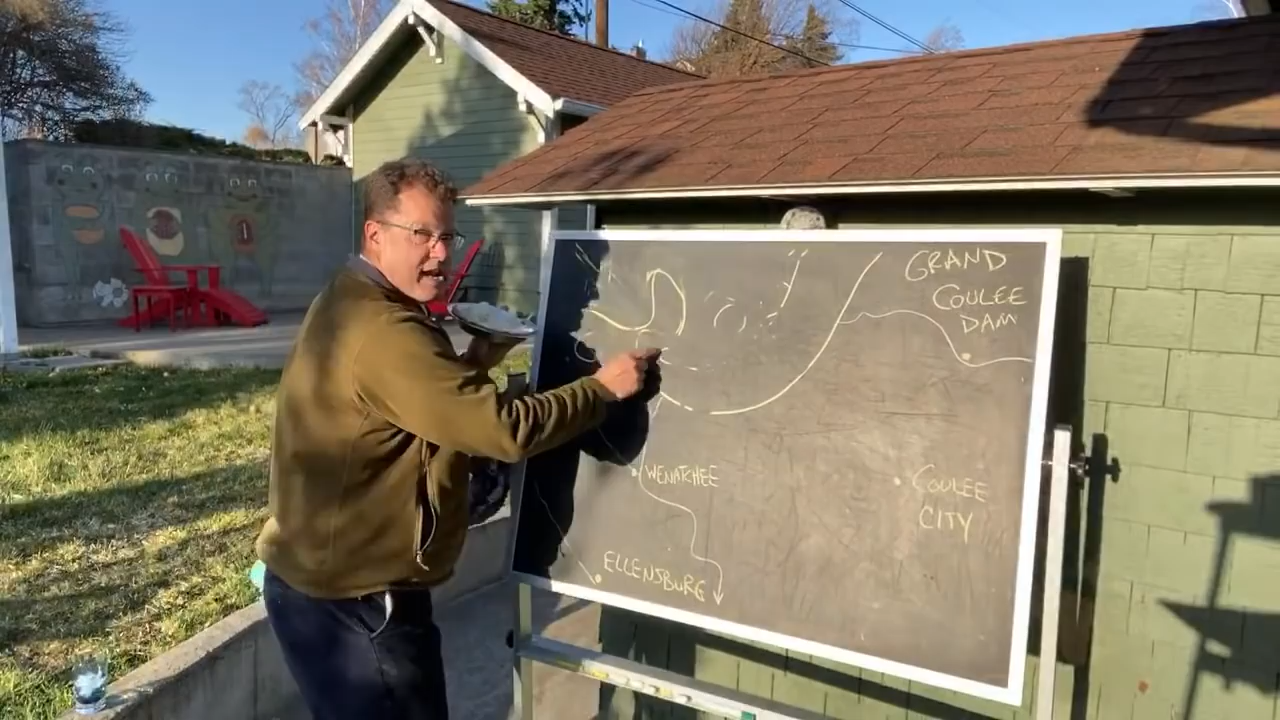 GRAND
COULEE
DAM
WENATCHEE
COULEE
CITY
ELLENSBURG